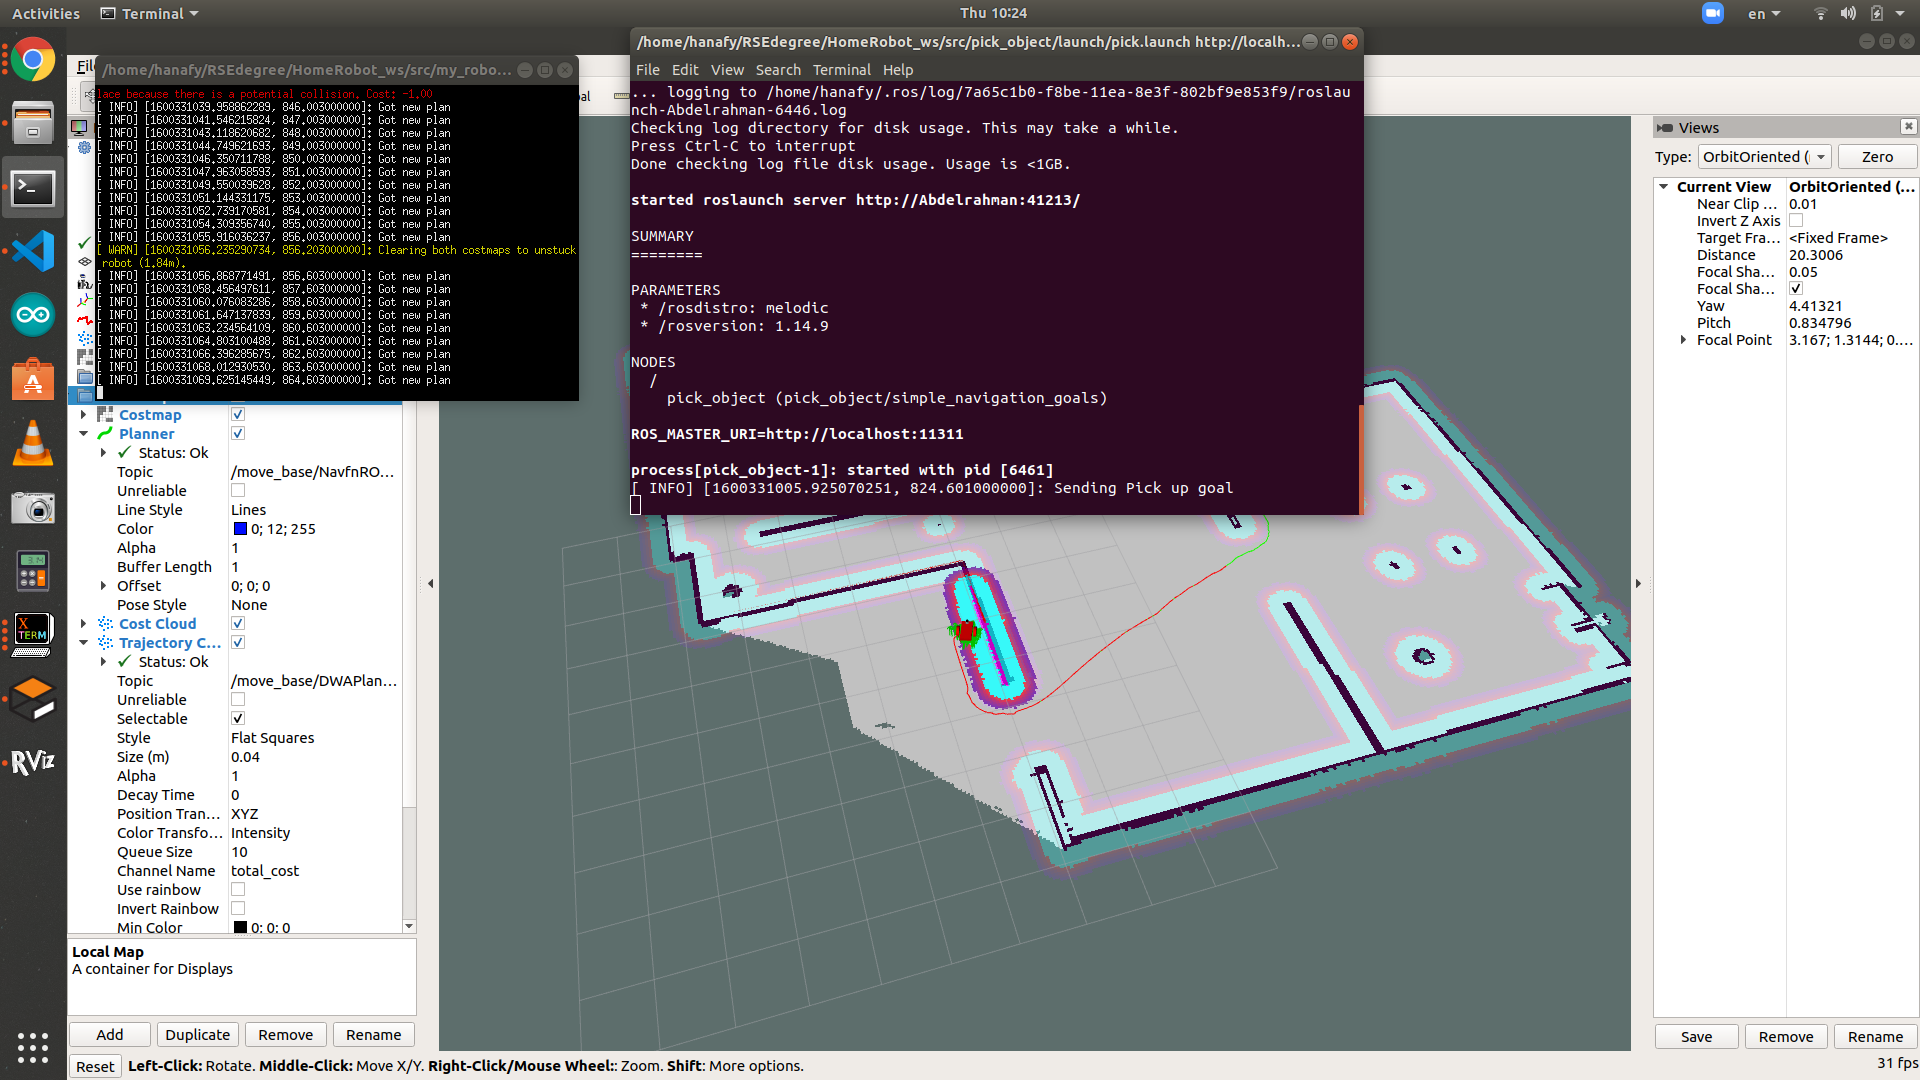 Activities
Terminal
Thu 10:24
en
/home/hanafy/RSEdegree/HomeRobot_ws/src/my_robo...
lace because there is a potential collision. Cost: -1.00
[ INFO] [1600331039.958862289, 846.003000000]: Got new plan
[ INFO] [1600331041.546215824, 847.003000000]: Got new plan
[ INFO] [1600331043.118620682, 848.003000000]: Got new plan
[ INFO] [1600331044.749621693, 849.003000000]: Got new plan
[ INFO] [1600331046.350711788, 850.003000000]: Got new plan
[ INFO] [1600331047.963058593, 851.003000000]: Got new plan
[ INFO] [1600331049.550039628, 852.003000000]: Got new plan
[ INFO] [1600331051.144331175, 853.003000000]: Got new plan
[ INFO] [1600331052.739170581, 854.003000000]: Got new plan
[ INFO] [1600331054.309356740, 855.003000000]: Got new plan
[ INFO] [1600331055.916036237, 856.003000000]: Got new plan
[ WARN] [1600331056.235290734, 856.203000000]: Clearing both costmaps to unstuck
robot (1.84m).
[ INFO] [1600331056.868771491, 856.603000000]: Got new plan
[ INFO] [1600331058.456497611, 857.603000000]: Got new plan
[ INFO] [1600331060.076083286, 858.603000000]: Got new plan
[ INFO] [1600331061.647137839, 859.603000000]: Got new plan
[ INFO] [1600331063.234564109, 860.603000000]: Got new plan
[ INFO] [1600331064.803100488, 861.603000000]: Got new plan
[ INFO] [1600331066.396285675, 862.603000000]: Got new plan
[ INFO] [1600331068.012930530, 863.603000000]: Got new plan
[ INFO] [1600331069.625145449, 864.603000000]: Got new plan
/home/hanafy/RSEdegree/HomeRobot_ws/src/pick_object/launch/pick.launch http://localh...
File Edit View Search Terminal Help
... logging to /home/hanafy/.ros/log/7a65c1b0-f8be-11ea-8e3f-802bf9e853f9/roslau
nch-Abdelrahman-6446.log
Checking log directory for disk usage. This may take a while.
Press Ctrl-C to interrupt
Done checking log file disk usage. Usage is <1GB.
started roslaunch server http://Abdelrahman:41213/
SUMMARY
========
PARAMETERS
* /rosdistro: melodic
* /rosversion: 1.14.9
NODES
/
pick_object (pick_object/simple_navigation_goals)
ROS_MASTER_URI=http://localhost:11311
process[pick_object-1]: started with pid [6461]
[ INFO] [1600331005.925070251, 824.601000000]: Sending Pick up goal
Costmap
Planner
Status: Ok
Topic /move_base/NavfnRO...
Unreliable
Line Style Lines
Color 0; 12; 255
Alpha 1
Buffer Length 1
Offset 0; 0; 0
Pose Style None
Cost Cloud
Trajectory C...
Status: Ok
Topic /move_base/DWAPlan...
Unreliable
Selectable
Style Flat Squares
Size (m) 0.04
Alpha 1
Decay Time 0
Position Tran... XYZ
Color Transfo... Intensity
Queue Size 10
Channel Name total_cost
Use rainbow
Invert Rainbow
Min Color 0; 0; 0
Local Map
A container for Displays
Add Duplicate Remove Rename
Reset Left-Click: Rotate. Middle-Click: Move X/Y. Right-Click/Mouse Wheel:: Zoom. Shift: More options.
Views
Type: OrbitOriented ( Zero
Current View OrbitOriented (...
Near Clip ... 0.01
Invert Z Axis
Target Fra... <Fixed Frame>
Distance 20.3006
Focal Sha... 0.05
Focal Sha...
Yaw 4.41321
Pitch 0.834796
Focal Point 3.167; 1.3144; 0....
Save Remove Rename
31 fps
X
TERM
RViz